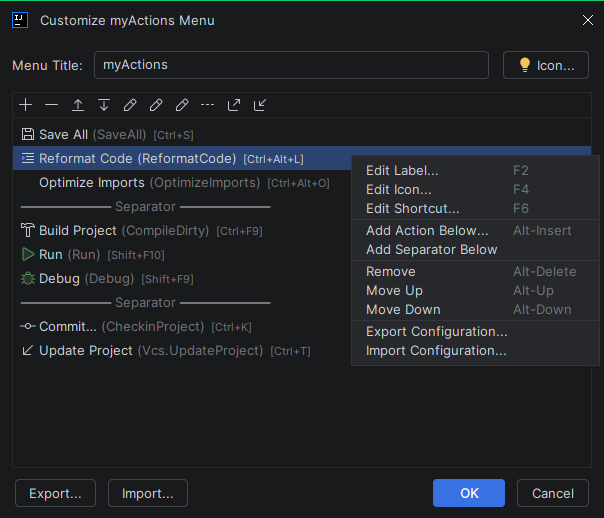 IJ Customize myActions Menu
Menu Title: myActions Icon...
Save All (SaveAll) [Ctrl+S]
Reformat Code (ReformatCode) [Ctrl+Alt+L]
Optimize Imports (OptimizeImports) [Ctrl+Alt+O]
Separator
Build Project (CompileDirty) [Ctrl+F9]
Run (Run) [Shift+F10]
Debug (Debug) [Shift+F9]
Separator
Commit... (CheckinProject) [Ctrl+K]
Update Project (Vcs.UpdateProject) [Ctrl+T]
Edit Label... F2
Edit Icon... F4
Edit Shortcut... F6
Add Action Below... Alt-Insert
Add Separator Below
Remove Alt-Delete
Move Up Alt-Up
Move Down Alt-Down
Export Configuration...
Import Configuration...
Export... Import... OK Cancel